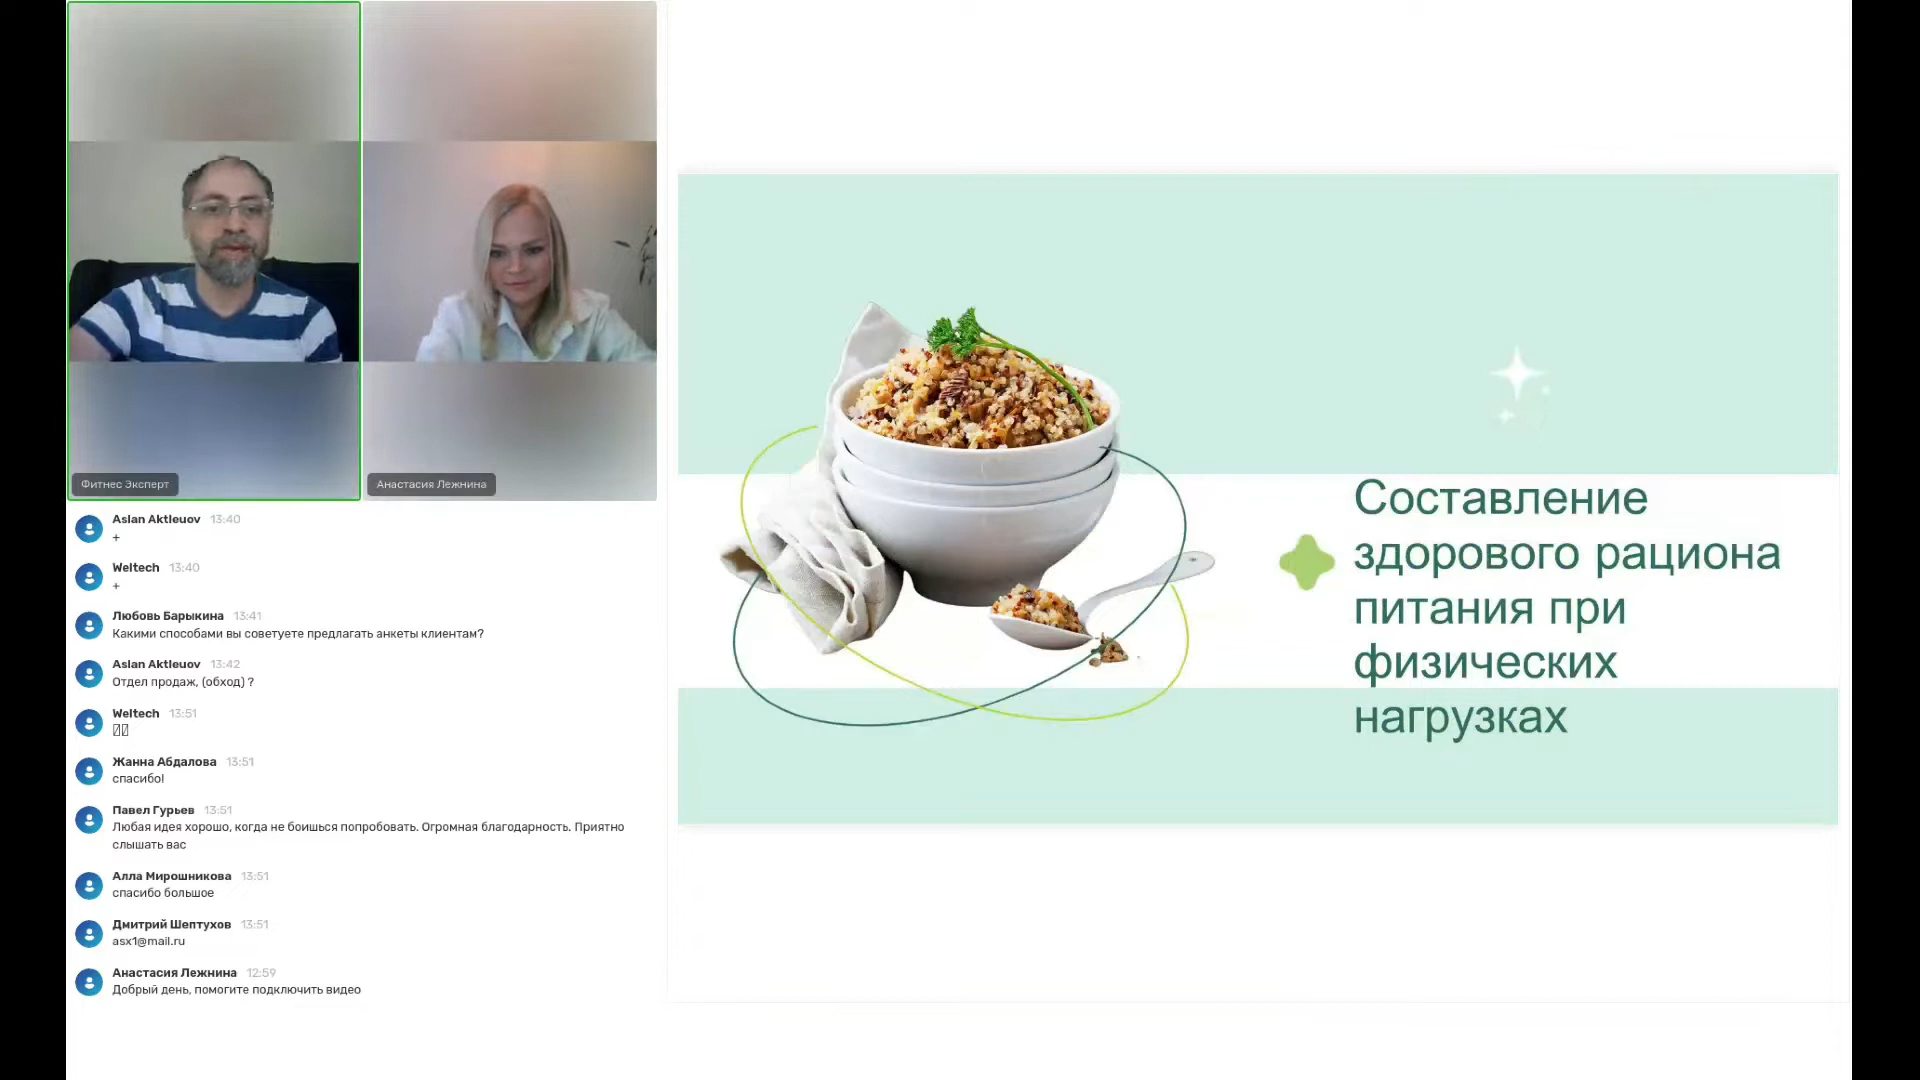 Фитнес Эксперт
Анастасия Лежнина
Aslan Aktleuov 13:40
+
Weltech 13:40
+
Любовь Барыкина 13:41
Какими способами вы советуете предлагать анкеты клиентам?
Aslan Aktleuov 13:42
Отдел продаж, (обход) ?
Weltech 13:51
Жанна Абдалова 13:51
спасибо!
Павел Гурьев 13:51
Любая идея хорошо, когда не боишься попробовать. Огромная благодарность. Приятно
слышать вас
Алла Мирошникова 13:51
спасибо большое
Дмитрий Шептухов 13:51
asx1@mail.ru
Анастасия Лежнина 12:59
Добрый день, помогите подключить видео
Составление
здорового рациона
питания при
физических
нагрузках